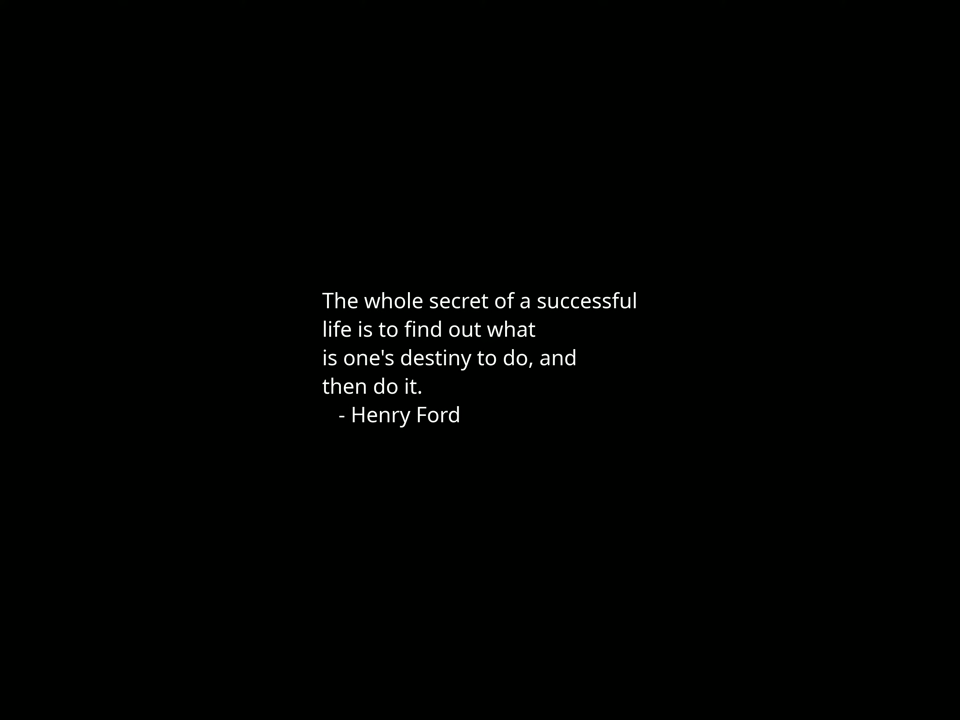 The whole secret of a successful
life is to find out what
is one's destiny to do, and
then do it.
- Henry Ford